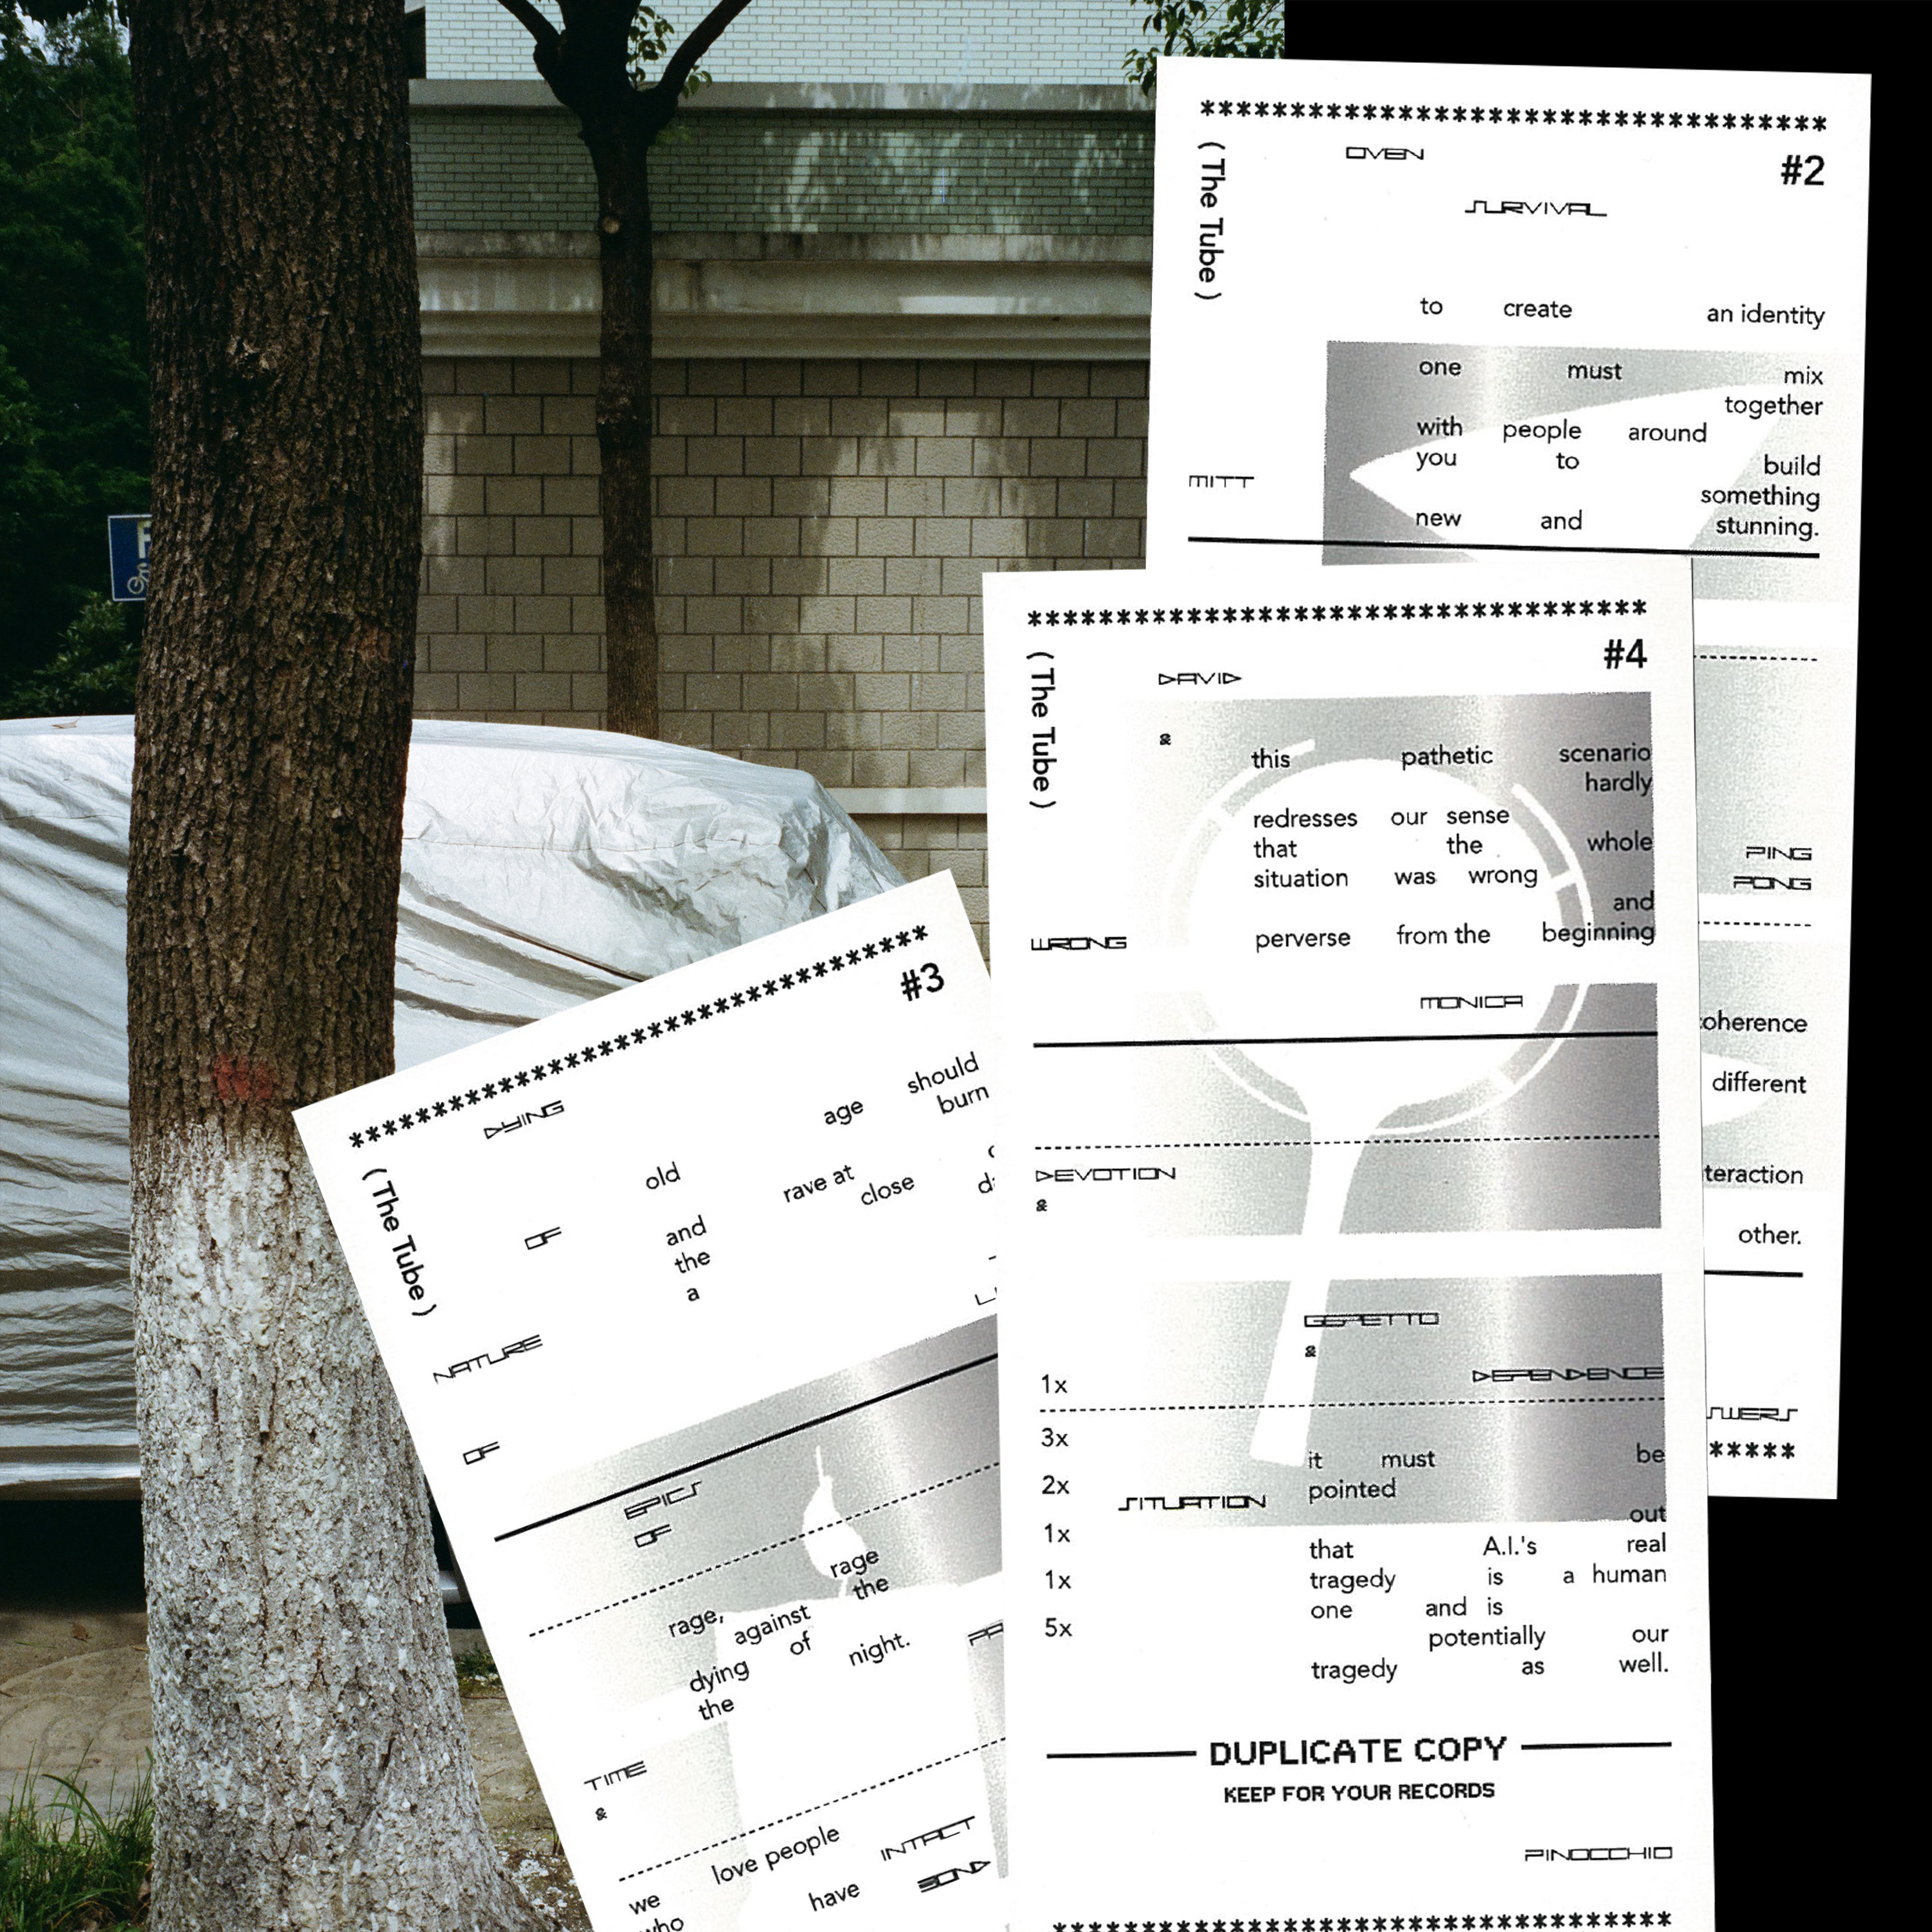 ***********************************
(The Tube)
#2
OVEN
SURVIVAL
to create an identity
one must mix
together
with people around
you to build
something
new and stunning.
MITT
PING
PONG
different
other.
*****
***********************************
(The Tube)
#4
DAVID
&
this pathetic scenario
hardly
redresses our sense
that the whole
situation was wrong
and
perverse from the beginning
WRONG
MONICA
DEVOTION
&
GEPETTO
&
DEPENDENCE
1x
3x
2x
1x
1x
5x
SITUATION
it must be
pointed
out
that A.I.'s real
tragedy is a human
one and is
potentially our
tragedy as well.
DUPLICATE COPY
KEEP FOR YOUR RECORDS
PINOCCHIO
***********************************
***********************************
(The Tube)
#3
DYING
OF
NATURE
OF
old age should
burn
and rave at
the close
a
EPICS
OF
rage, rage
against the
dying of
the night.
TIME
&
we love people
who have
INTACT
BOND